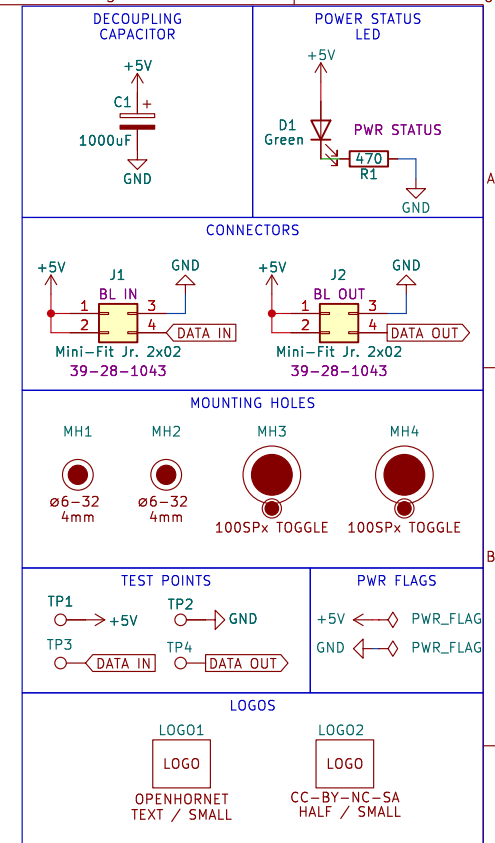 DECOUPLING
CAPACITOR
+5V
C1
+
1000uF
GND
POWER STATUS
LED
+5V
D1
Green
PWR STATUS
470
R1
GND
A
CONNECTORS
+5V
J1
GND
BL IN
1
3
2
4
DATA IN
Mini-Fit Jr. 2x02
39-28-1043
+5V
J2
GND
BL OUT
1
3
2
4
DATA OUT
Mini-Fit Jr. 2x02
39-28-1043
MOUNTING HOLES
MH1
MH2
MH3
MH4
ø6-32
4mm
ø6-32
4mm
100SPx TOGGLE
100SPx TOGGLE
B
TEST POINTS
TP1
+5V
TP2
GND
TP3
DATA IN
TP4
DATA OUT
PWR FLAGS
+5V
PWR_FLAG
GND
PWR_FLAG
LOGOS
LOGO1
LOGO
OPENHORNET
TEXT / SMALL
LOGO2
LOGO
CC-BY-NC-SA
HALF / SMALL